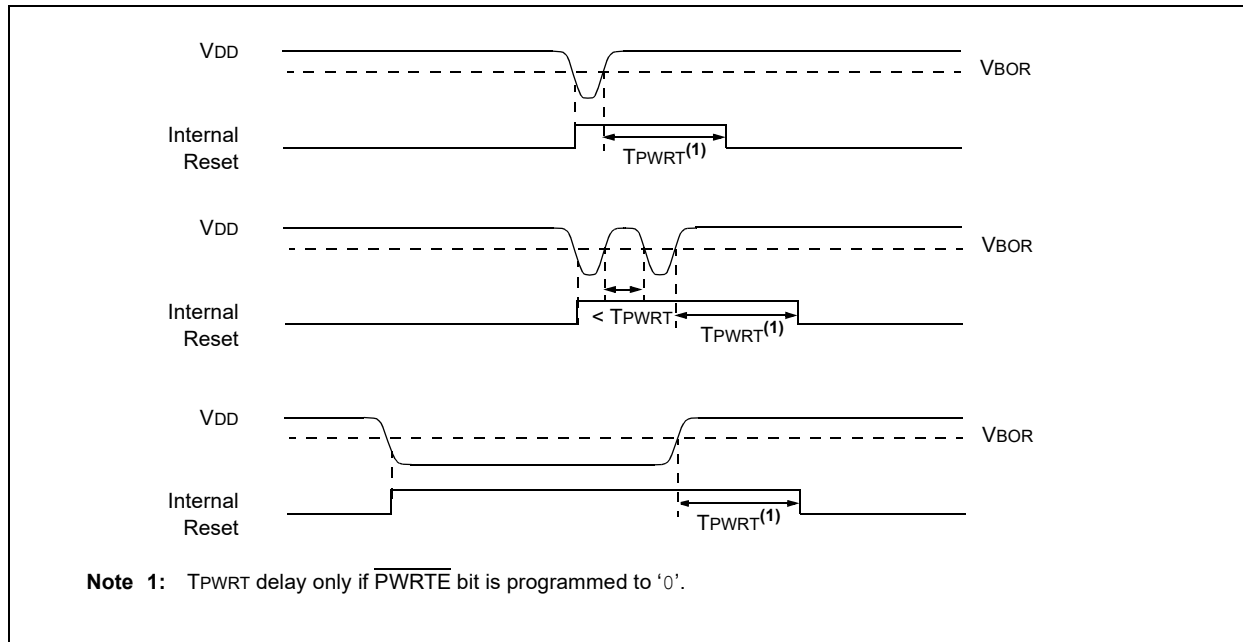 VDD
VBOR
Internal
Reset
TPWRT(1)
VDD
VBOR
Internal
Reset
< TPWRT
TPWRT(1)
VDD
VBOR
Internal
Reset
TPWRT(1)
Note 1: TPWRT delay only if PWRTE bit is programmed to ‘0’.